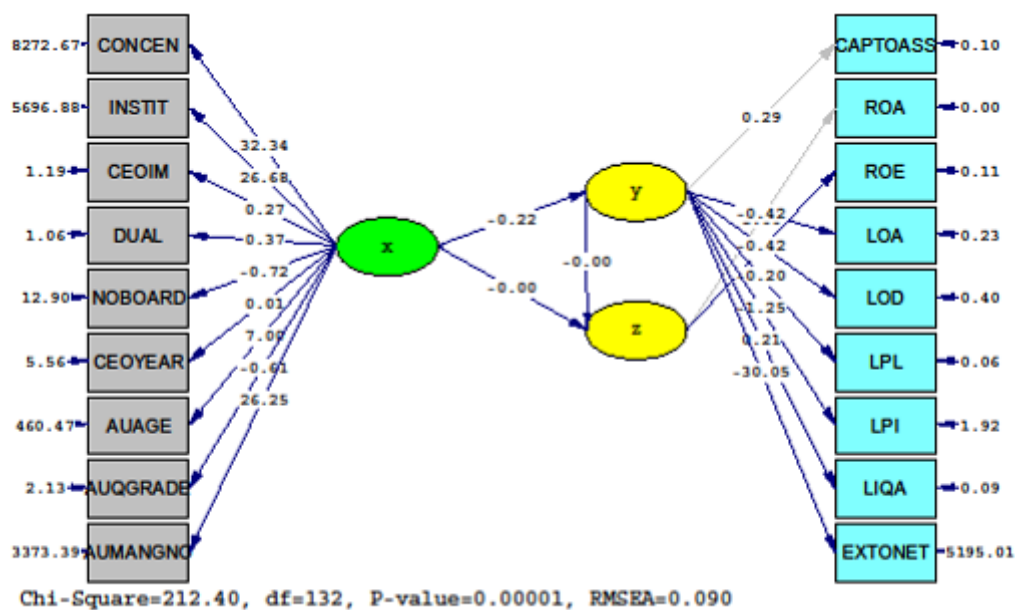 8272.67 CONCEN
5696.88 INSTIT
1.19 CEOIM
1.06 DUAL
12.90 NOBOARD
5.56 CEOYEAR
460.47 AUAGE
2.13 AUQGRADE
3373.39 AUMANGNO
32.34
26.68
0.27
0.37
-0.72
0.01
7.00
-0.61
26.25
x
-0.22
-0.00
y
-0.00
z
0.29
-0.42
-0.42
-0.20
-1.25
0.21
-30.05
CAPTOASS 0.10
ROA 0.00
ROE 0.11
LOA 0.23
LOD 0.40
LPL 0.06
LPI 1.92
LIQA 0.09
EXTONET 5195.01
Chi-Square=212.40, df=132, P-value=0.00001, RMSEA=0.090